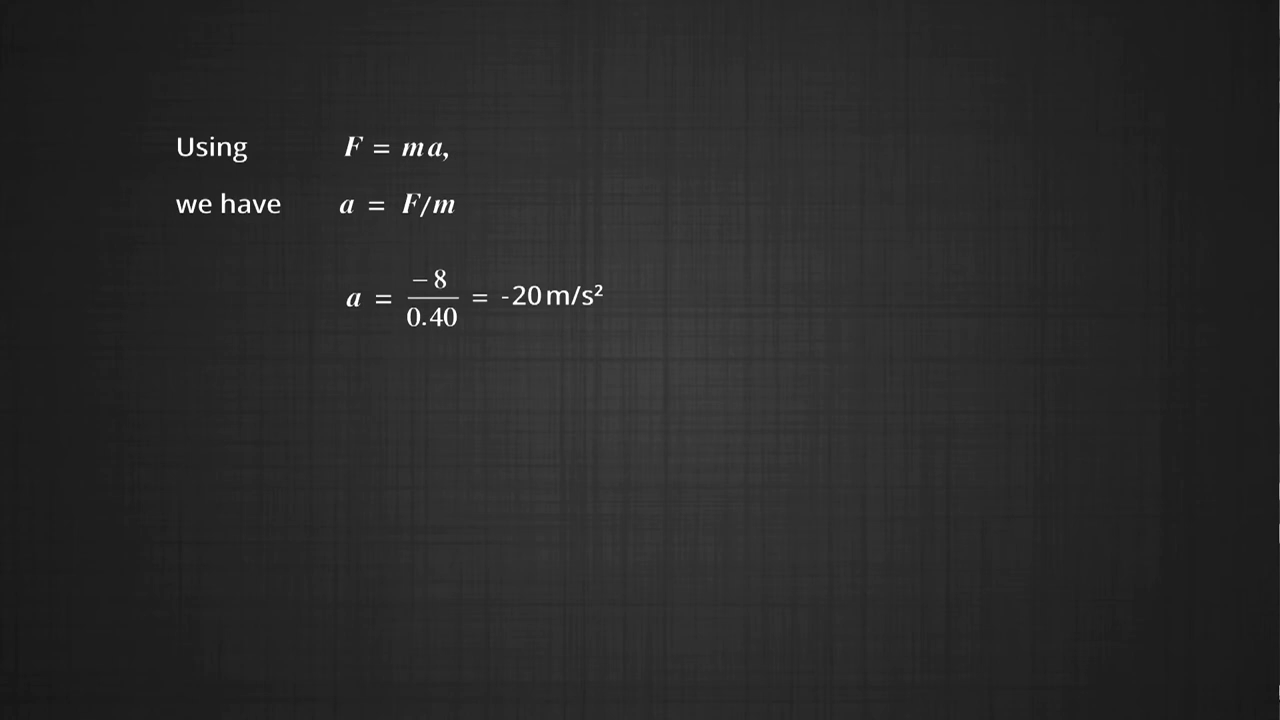 Using F = ma,
we have a = F/m
a = −8/0.40 = -20 m/s²